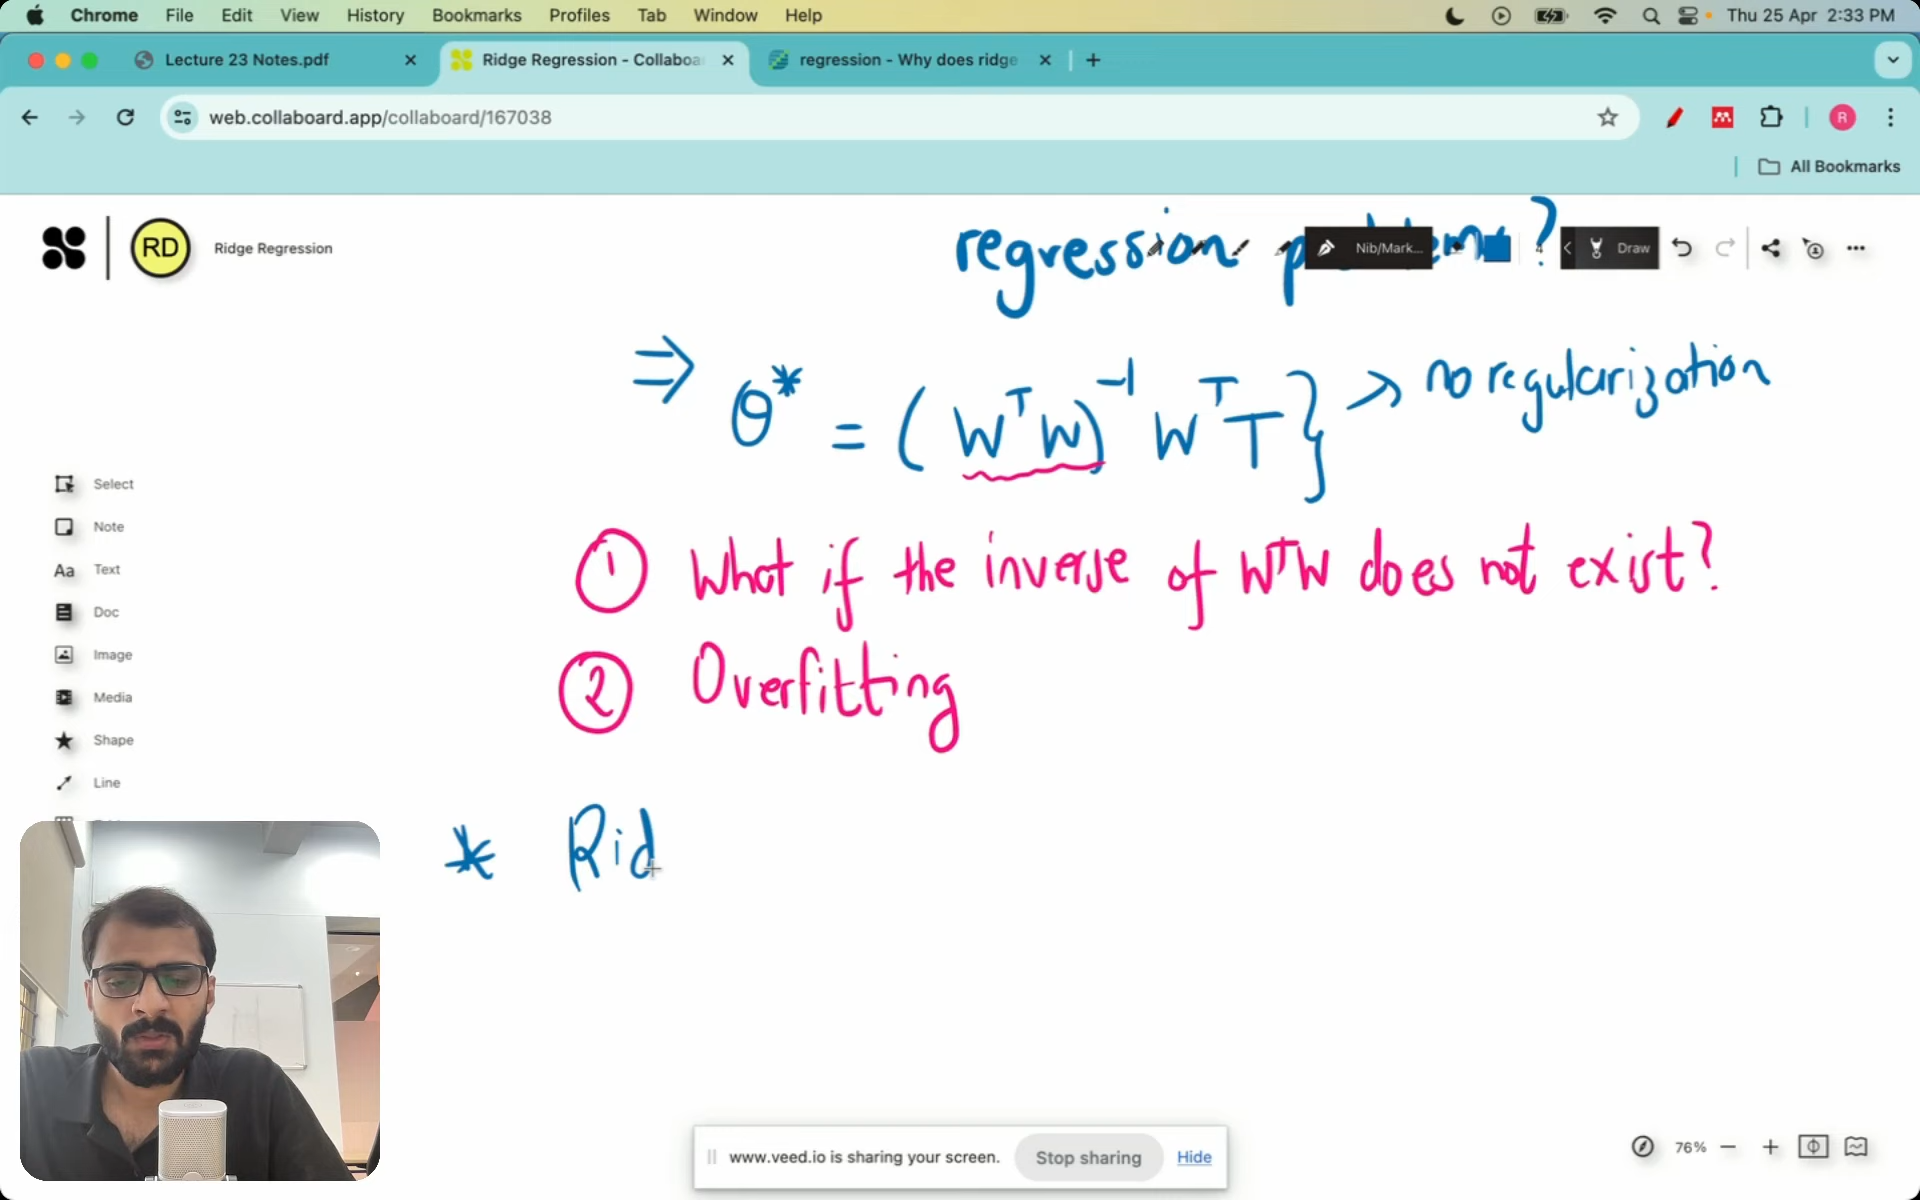 Chrome File Edit View History Bookmarks Profiles Tab Window Help Thu 25 Apr 2:33 PM
Lecture 23 Notes.pdf Ridge Regression - Collaboa regression - Why does ridge
web.collaboard.app/collaboard/167038
R
All Bookmarks
RD Ridge Regression
Nib/Mark... 4 Draw
regression problems?
⇒ θ* = (WᵀW)⁻¹ WᵀT} → no regularization
① What if the inverse of WᵀW does not exist?
② Overfitting
* Rid
Select
Note
Aa Text
Doc
Image
Media
Shape
Line
www.veed.io is sharing your screen. Stop sharing Hide
76%